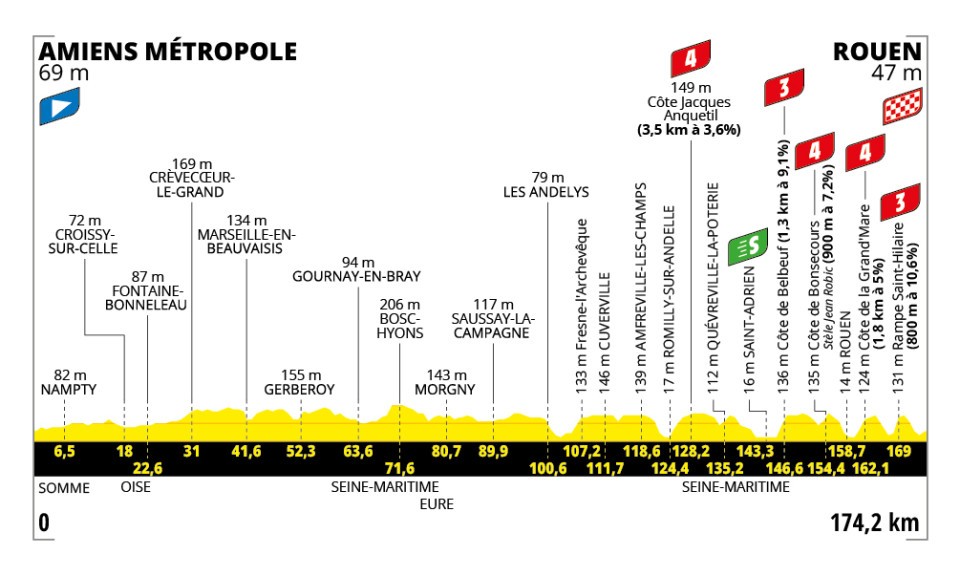 AMIENS MÉTROPOLE
69 m
ROUEN
47 m
4
149 m
Côte Jacques
Anquetil
(3,5 km à 3,6%)
3
4
4
3
S
169 m
CRÈVECŒUR-
LE-GRAND
79 m
LES ANDELYS
72 m
CROISSY-
SUR-CELLE
134 m
MARSEILLE-EN-
BEAUVAISIS
87 m
FONTAINE-
BONNELEAU
94 m
GOURNAY-EN-BRAY
206 m
BOSC-
HYONS
117 m
SAUSSAY-LA-
CAMPAGNE
82 m
NAMPTY
155 m
GERBEROY
143 m
MORGNY
133 m Fresne-l'Archevêque
146 m CUVERVILLE
139 m AMFREVILLE-LES-CHAMPS
17 m ROMILLY-SUR-ANDELLE
112 m QUÉVREVILLE-LA-POTERIE
16 m SAINT-ADRIEN
136 m Côte de Belbeuf (1,3 km à 9,1%)
135 m Côte de Bonsecours
Stèle Jean Robic (900 m à 7,2%)
14 m ROUEN
124 m Côte de la Grand'Mare
(1,8 km à 5%)
131 m Rampe Saint-Hilaire
(800 m à 10,6%)
6,5 18 31 41,6 52,3 63,6 80,7 89,9 107,2 118,6 128,2 143,3 158,7 169
22,6 71,6 100,6 111,7 124,4 135,2 146,6 154,4 162,1
SOMME OISE SEINE-MARITIME SEINE-MARITIME
EURE
0 174,2 km